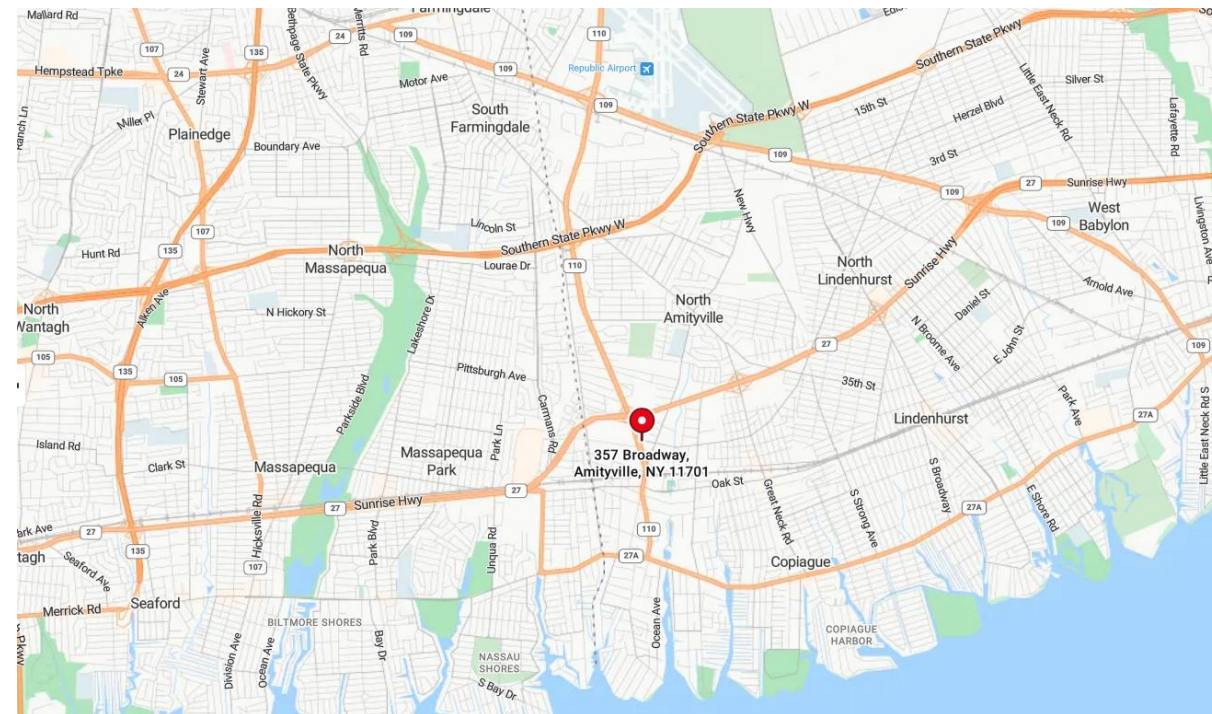 Mallard Rd
Farmingdale
Hempstead Tpke
107
24
Stewart Ave
135
Bethpage State Pkwy
Merritts Rd
24
109
110
Republic Airport
Southern State Pkwy
Miller Pl
Plainedge
Motor Ave
109
South
Farmingdale
109
15th St
Herzel Blvd
Little East Neck Rd
Silver St
Lafayette Rd
Ranch Ln
Boundary Ave
Southern State Pkwy W
109
3rd St
27
Sunrise Hwy
109
West
Babylon
109
Livingston Ave
107
135
Hunt Rd
North
Massapequa
Lincoln St
Southern State Pkwy W
Lourae Dr
110
New Hwy
North
Lindenhurst
Sunrise Hwy
Arnold Ave
North
Wantagh
N Hickory St
Lakeshore
North
Amityville
Daniel St
N Broome Ave
E John St
105
135
105
Pittsburgh Ave
27
109
Parkside Blvd
Carmans Rd
35th St
Lindenhurst
Park Ave
27A
Island Rd
Clark St
Massapequa
Massapequa
Park
Park Ln
357 Broadway,
Amityville, NY 11701
Oak St
Little East Neck Rd S
27
Sunrise Hwy
27
Great Neck Rd
S Strong Ave
S Broadway
27A
E Shore Rd
27
135
Hicksville Rd
107
Park Blvd
Unqua Rd
110
27A
Copiague
Seaford Ave
Merrick Rd
Seaford
BILTMORE SHORES
Division Ave
Ocean Ave
Bay Dr
NASSAU
SHORES
S Bay Dr
Ocean Ave
COPIAGUE
HARBOR